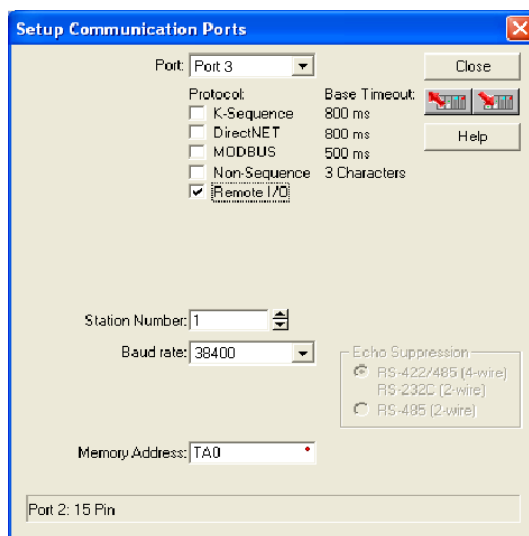 Setup Communication Ports
Port: Port 3
Close
Protocol: Base Timeout:
K-Sequence 800 ms
DirectNET 800 ms
Help
MODBUS 500 ms
Non-Sequence 3 Characters
Remote I/O
Station Number: 1
Baud rate: 38400
Echo Suppression
RS-422/485 (4-wire)
RS-232C (2-wire)
RS-485 (2-wire)
Memory Address: TA0
Port 2: 15 Pin